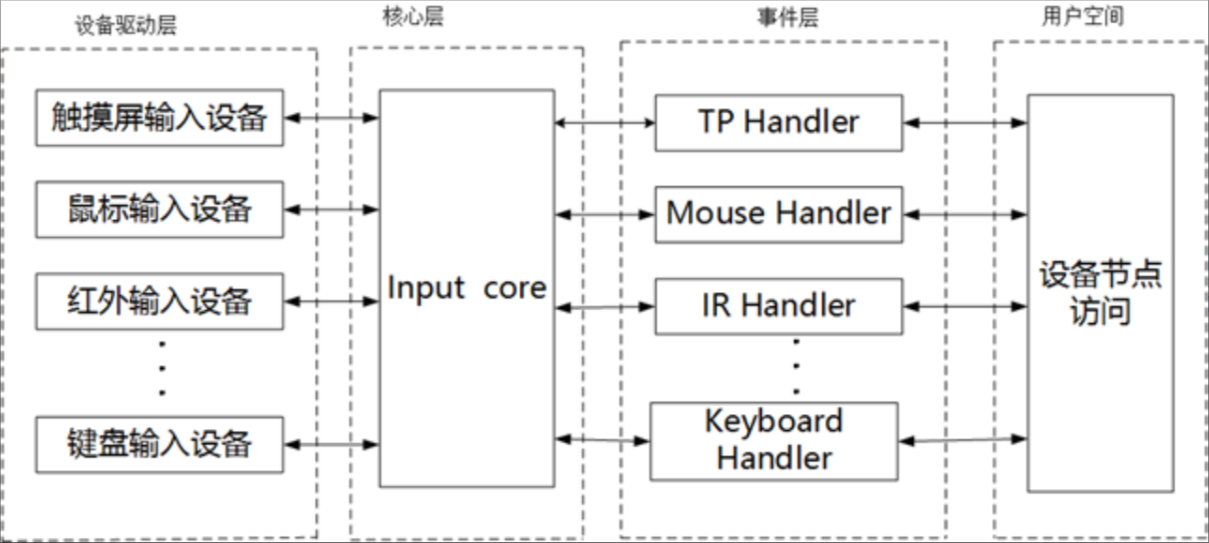 设备驱动层
核心层
事件层
用户空间
触摸屏输入设备
鼠标输入设备
红外输入设备
键盘输入设备
Input core
TP Handler
Mouse Handler
IR Handler
Keyboard
Handler
设备节点
访问